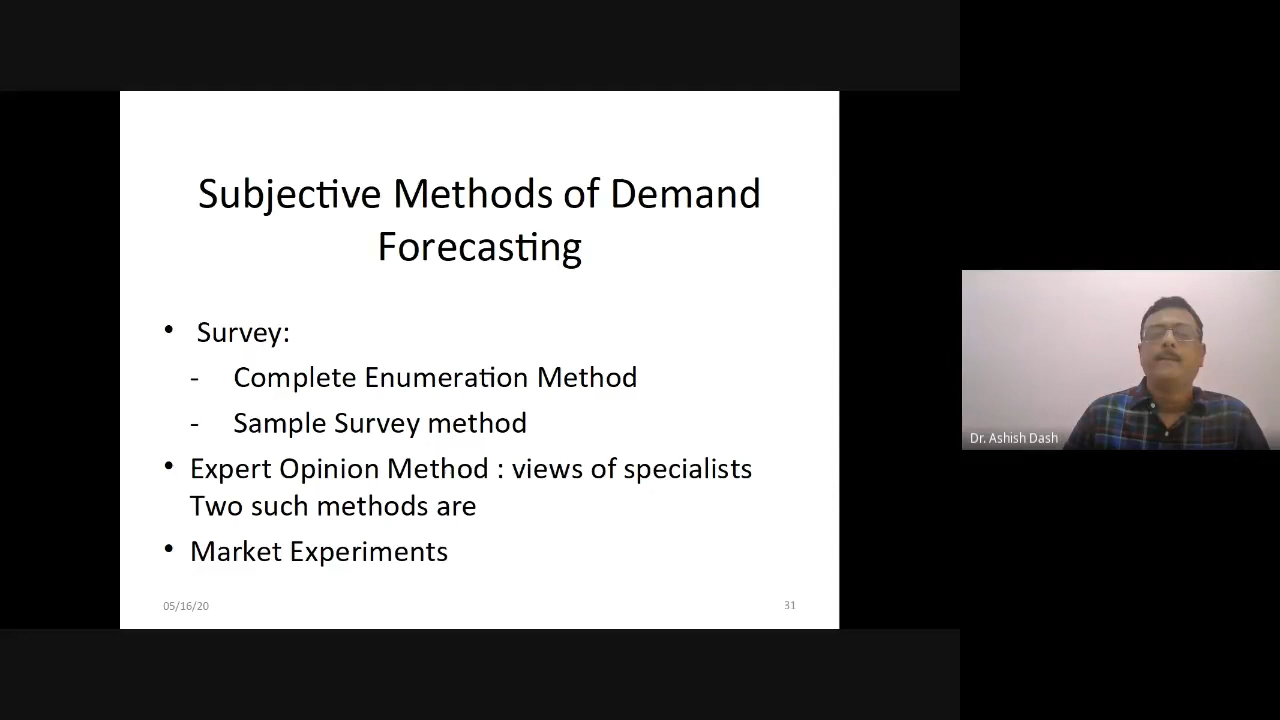 Subjective Methods of Demand
Forecasting
• Survey:
- Complete Enumeration Method
- Sample Survey method
• Expert Opinion Method : views of specialists
Two such methods are
• Market Experiments
05/16/20
31
Dr. Ashish Dash